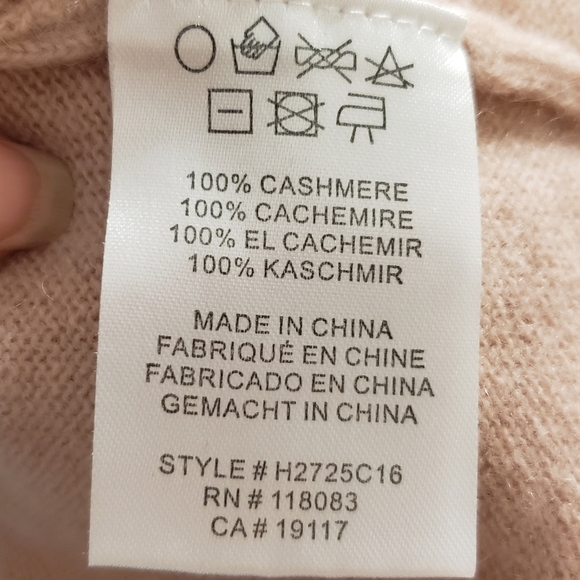 100% CASHMERE
100% CACHEMIRE
100% EL CACHEMIR
100% KASCHMIR
MADE IN CHINA
FABRIQUÉ EN CHINE
FABRICADO EN CHINA
GEMACHT IN CHINA
STYLE # H2725C16
RN # 118083
CA # 19117